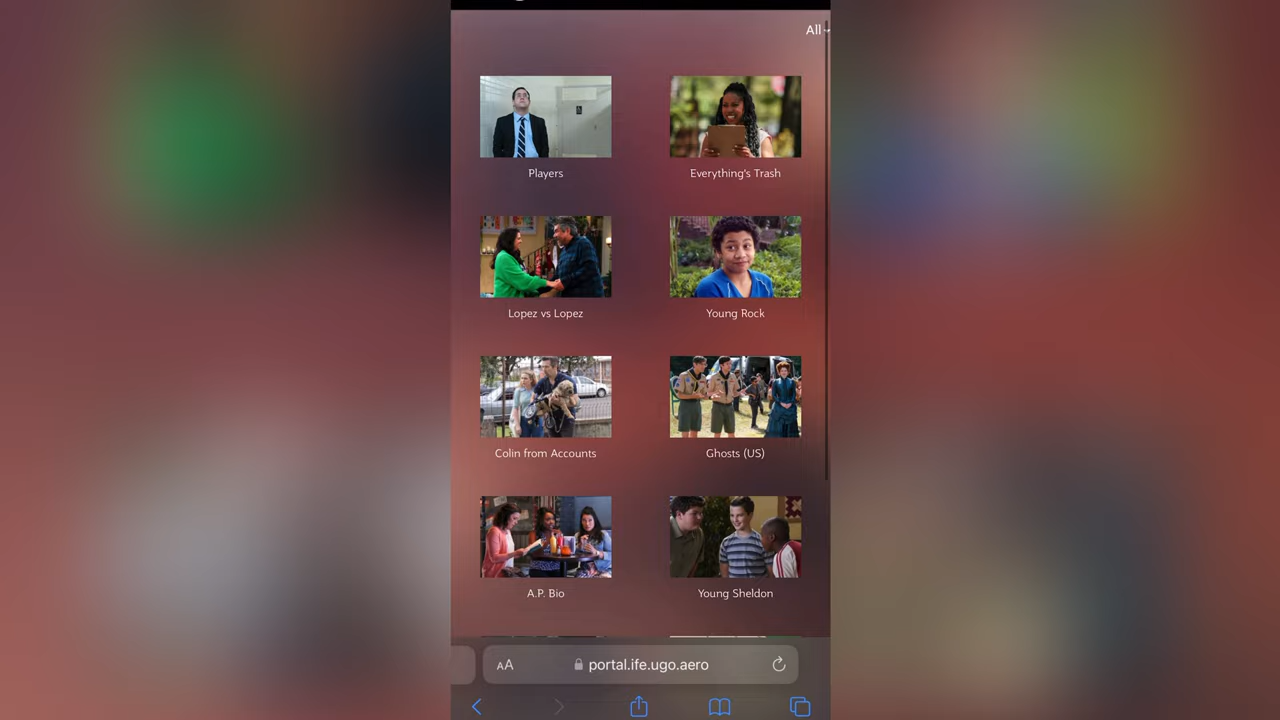 All
Players
Everything's Trash
Lopez vs Lopez
Young Rock
Colin from Accounts
Ghosts (US)
A.P. Bio
Young Sheldon
AA
portal.ife.ugo.aero